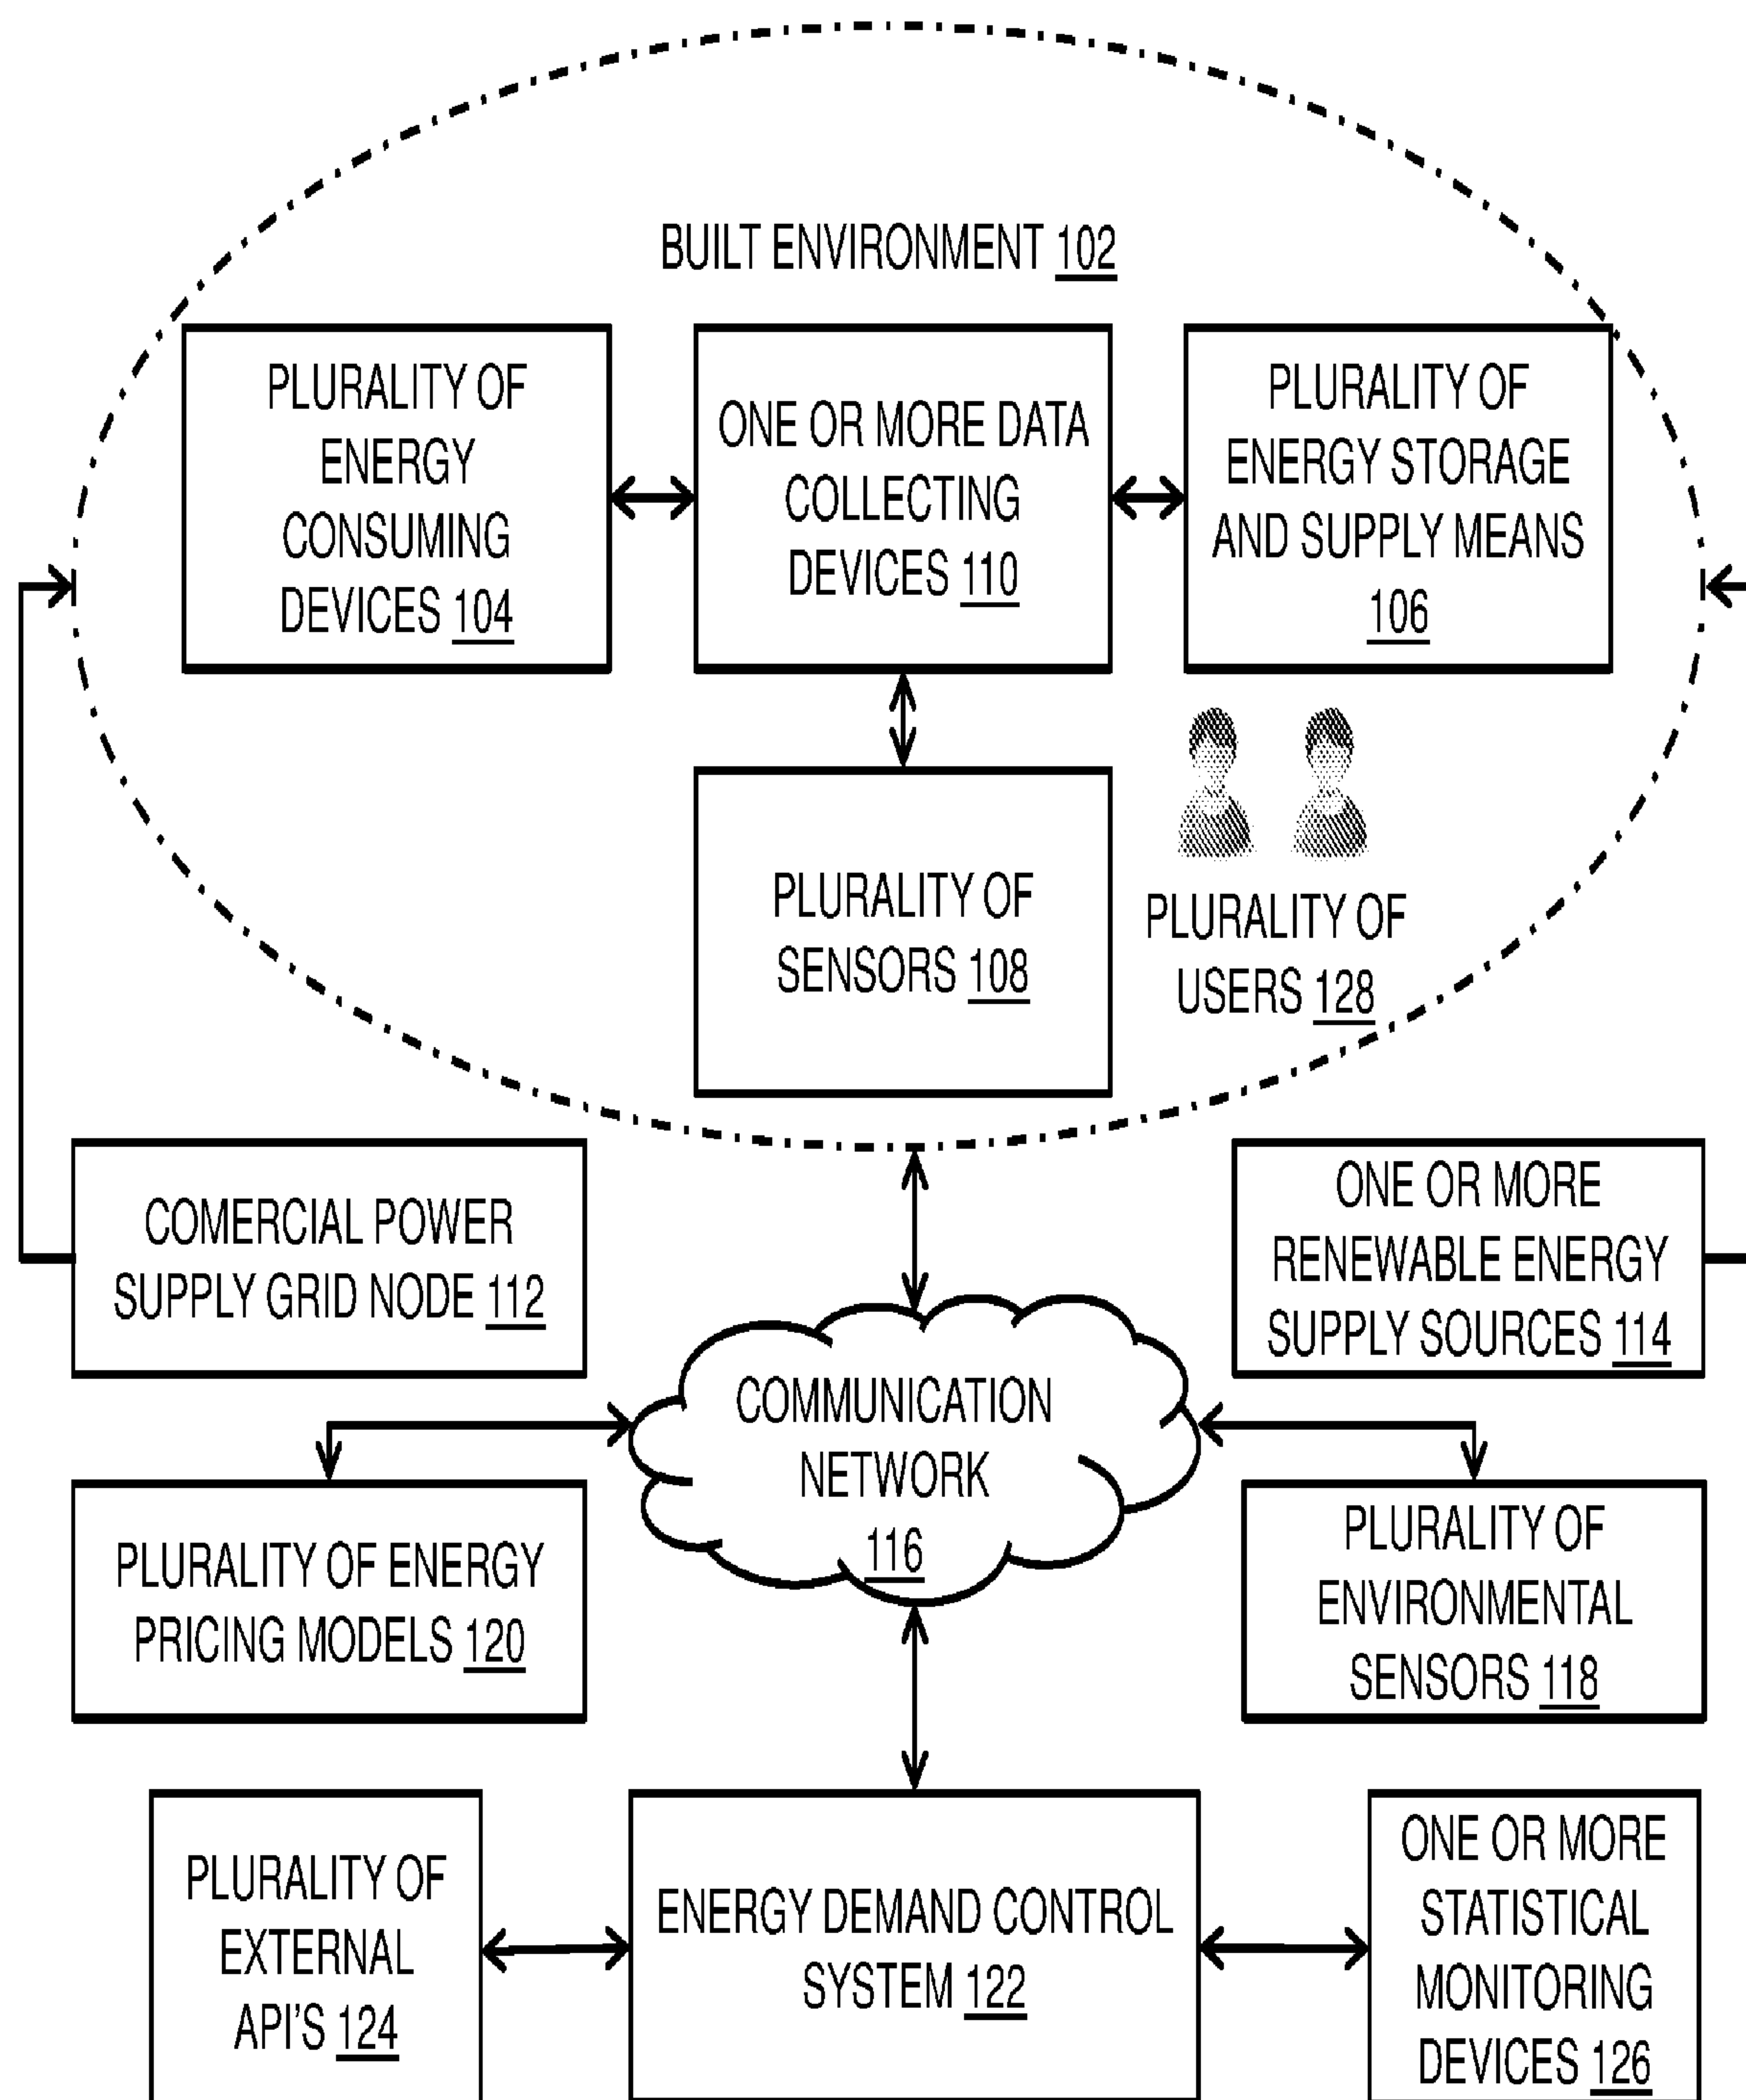 BUILT ENVIRONMENT 102
PLURALITY OF
ENERGY
CONSUMING
DEVICES 104
ONE OR MORE DATA
COLLECTING
DEVICES 110
PLURALITY OF
ENERGY STORAGE
AND SUPPLY MEANS
106
PLURALITY OF
SENSORS 108
PLURALITY OF
USERS 128
COMERCIAL POWER
SUPPLY GRID NODE 112
ONE OR MORE
RENEWABLE ENERGY
SUPPLY SOURCES 114
COMMUNICATION
NETWORK
116
PLURALITY OF ENERGY
PRICING MODELS 120
PLURALITY OF
ENVIRONMENTAL
SENSORS 118
PLURALITY OF
EXTERNAL
API'S 124
ENERGY DEMAND CONTROL
SYSTEM 122
ONE OR MORE
STATISTICAL
MONITORING
DEVICES 126